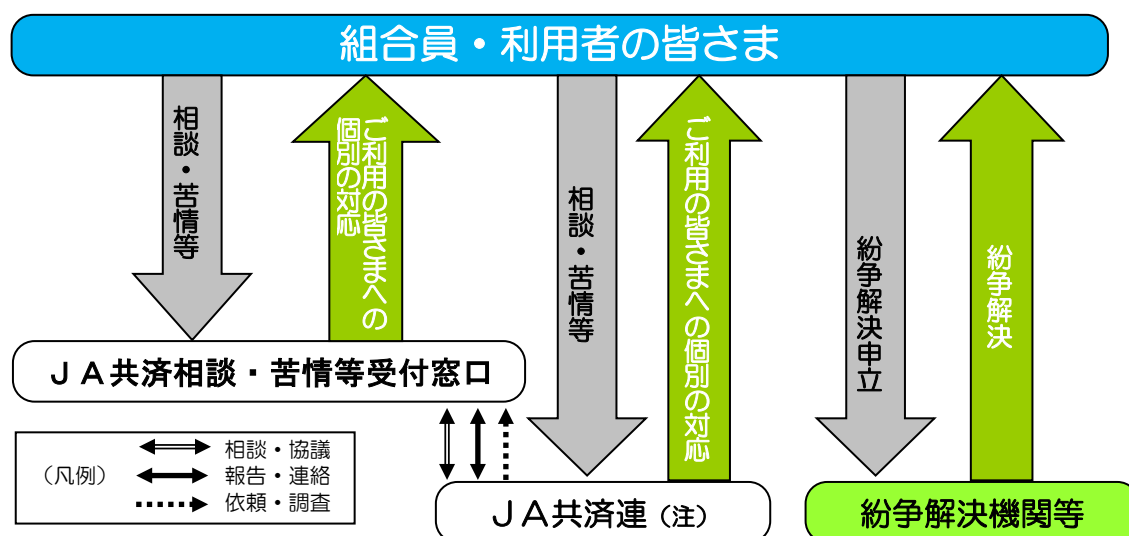 組合員・利用者の皆さま
相談・苦情等
ご利用の皆さまへの
個別の対応
相談・苦情等
ご利用の皆さまへの個別の対応
紛争解決申立
紛争解決
JA共済相談・苦情等受付窓口
(凡例)
相談・協議
報告・連絡
依頼・調査
JA共済連(注)
紛争解決機関等